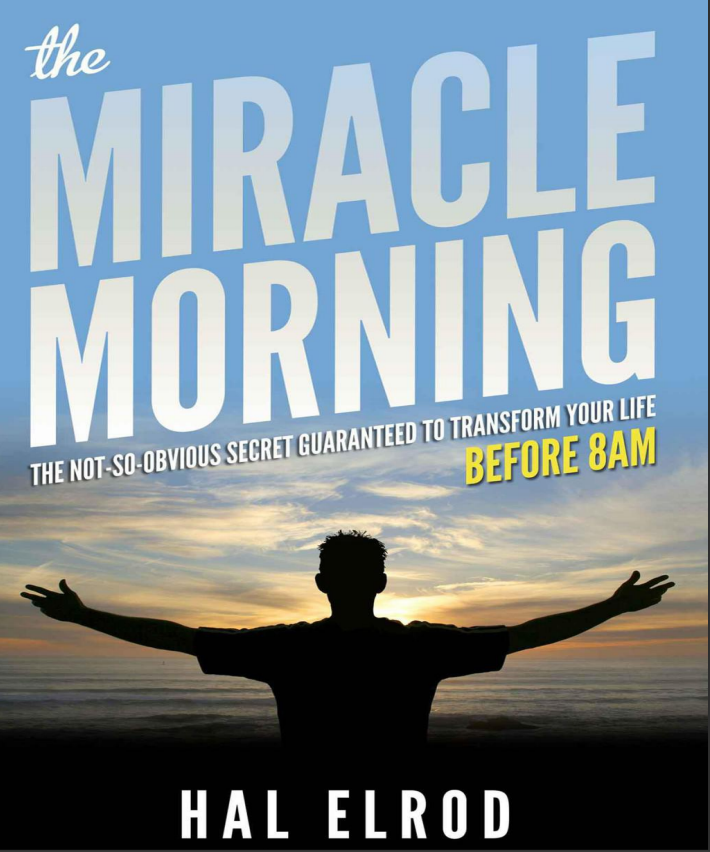 the
MIRACLE
MORNING
THE NOT-SO-OBVIOUS SECRET GUARANTEED TO TRANSFORM YOUR LIFE
BEFORE 8AM
HAL ELROD